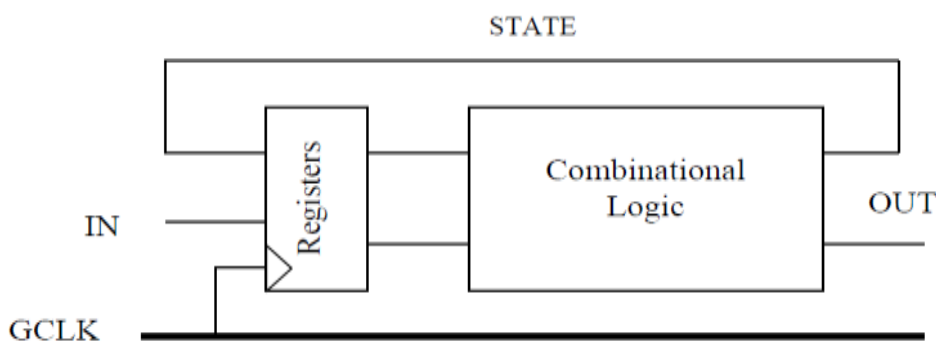 STATE
Registers
Combinational
Logic
IN
OUT
GCLK